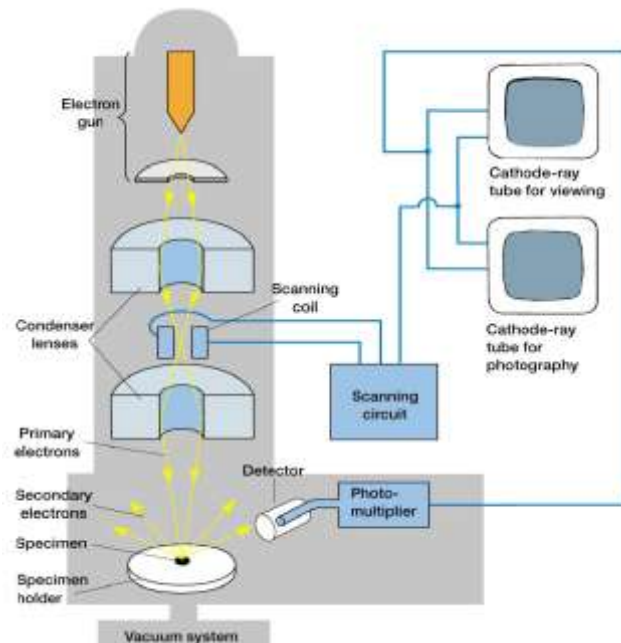 Electron
gun
Cathode-ray
tube for viewing
Scanning
coil
Condenser
lenses
Cathode-ray
tube for
photography
Scanning
circuit
Primary
electrons
Detector
Photo-
multiplier
Secondary
electrons
Specimen
Specimen
holder
Vacuum system